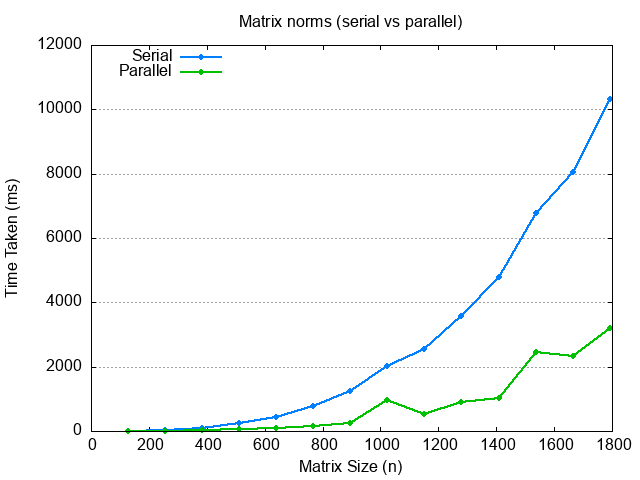 Matrix norms (serial vs parallel)
12000
10000
8000
6000
4000
2000
0
Time Taken (ms)
Serial
Parallel
0 200 400 600 800 1000 1200 1400 1600 1800
Matrix Size (n)